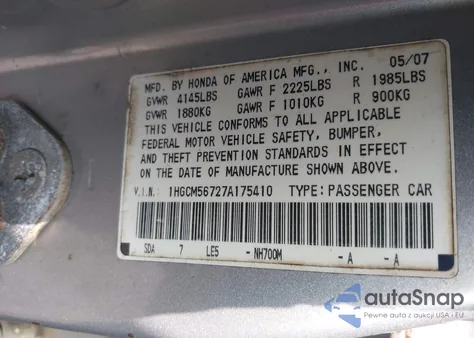 MFD. BY HONDA OF AMERICA MFG., INC. 05/07
GVWR 4145LBS GAWR F 2225LBS R 1985LBS
GVWR 1880KG GAWR F 1010KG R 900KG
THIS VEHICLE CONFORMS TO ALL APPLICABLE
FEDERAL MOTOR VEHICLE SAFETY, BUMPER,
AND THEFT PREVENTION STANDARDS IN EFFECT
ON THE DATE OF MANUFACTURE SHOWN ABOVE.
V.I.N.: 1HGCM56727A175410 TYPE: PASSENGER CAR
SDA 7 LE5 - NH700M -A -A
autoSnap
Pewne auta z aukcji USA i EU